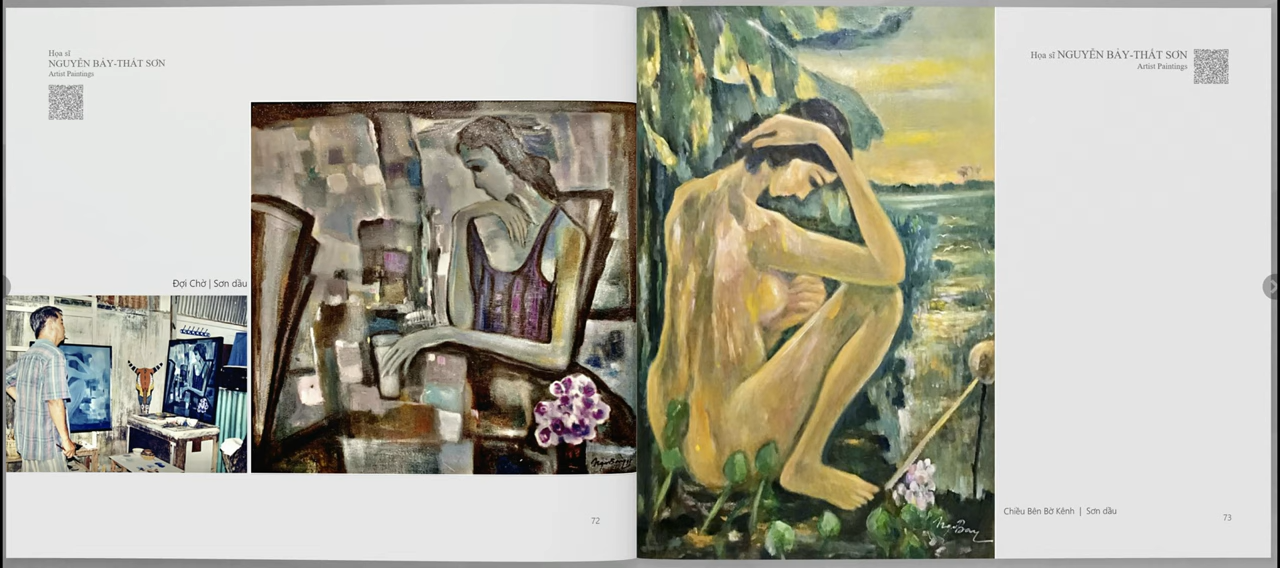 Họa sĩ
NGUYỄN BẢY-THẤT SƠN
Artist Paintings
Đợi Chờ | Sơn dầu
72
Họa sĩ NGUYỄN BẢY-THẤT SƠN
Artist Paintings
Chiều Bên Bờ Kênh | Sơn dầu
73